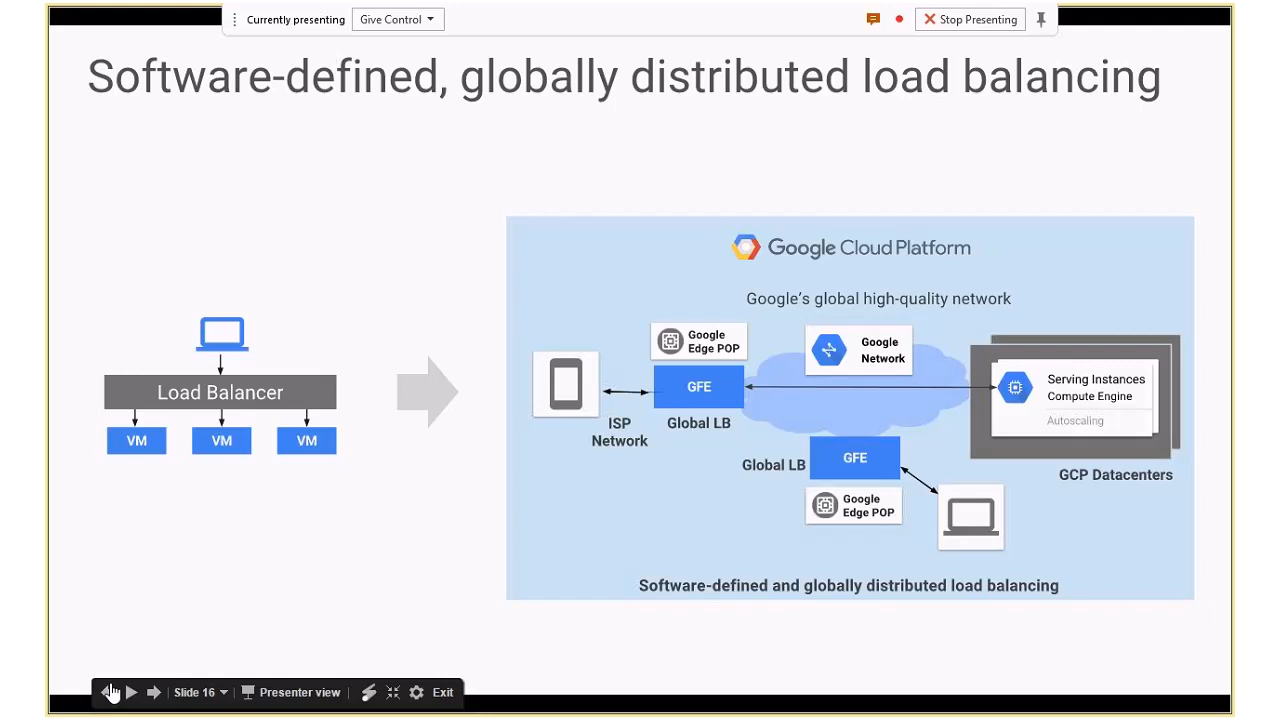 Currently presenting
Give Control
Stop Presenting
Software-defined, globally distributed load balancing
Load Balancer
VM
VM
VM
Google Cloud Platform
Google's global high-quality network
Google
Edge POP
GFE
Global LB
ISP
Network
Google
Network
Serving Instances
Compute Engine
Autoscaling
GCP Datacenters
Global LB
GFE
Google
Edge POP
Software-defined and globally distributed load balancing
Slide 16
Presenter view
Exit